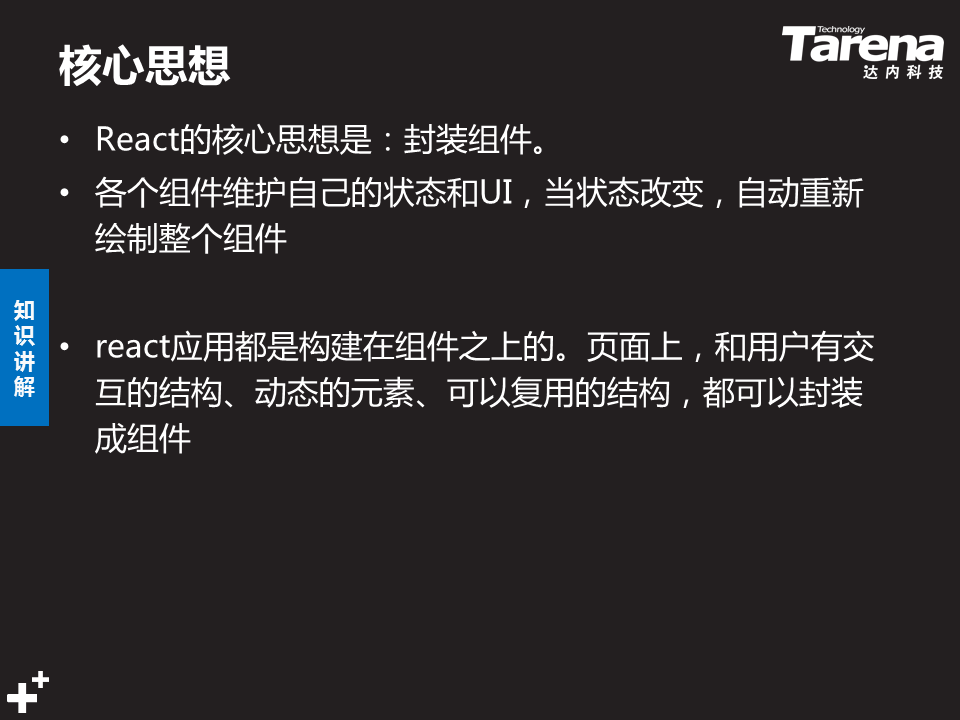 核心思想
Technology
Tarena
达内科技
• React的核心思想是：封装组件。
• 各个组件维护自己的状态和UI，当状态改变，自动重新
绘制整个组件
知识讲解
• react应用都是构建在组件之上的。页面上，和用户有交
互的结构、动态的元素、可以复用的结构，都可以封装
成组件